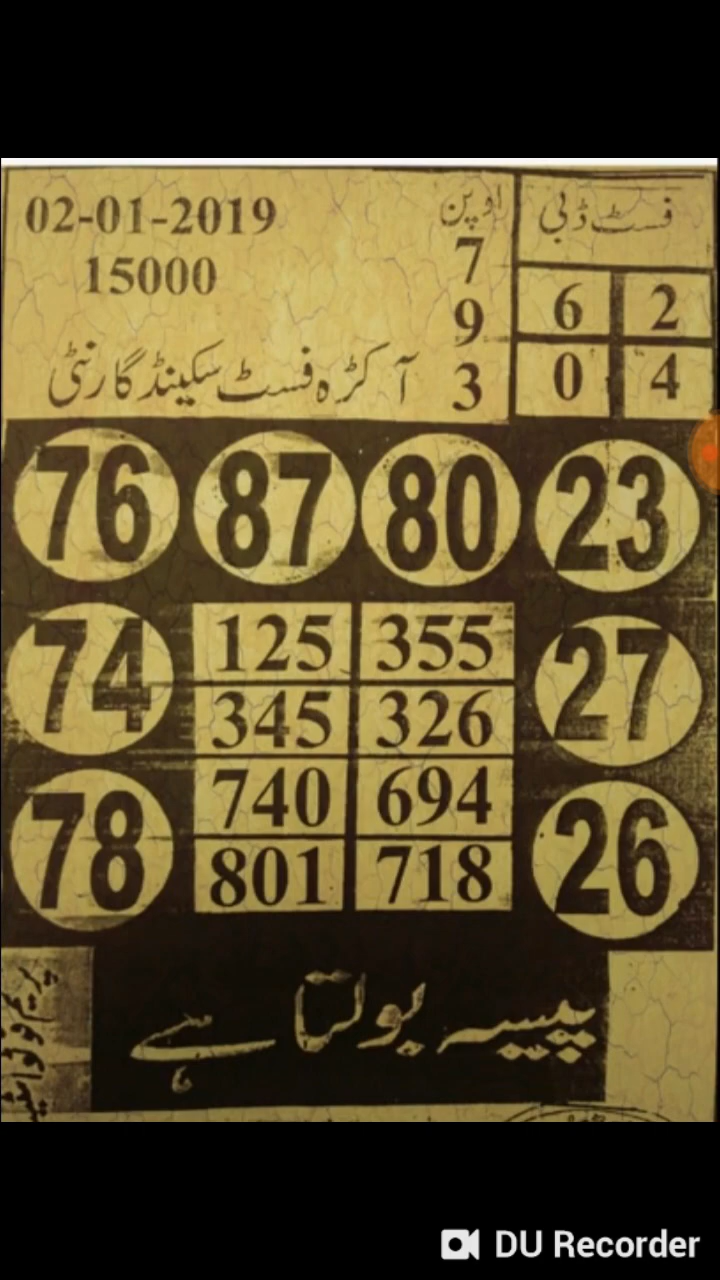 02-01-2019
15000
آکڑہ فسٹ سکینڈ گارنٹی
اوپن
7
9
3
فسٹ ڈبی
6 2
0 4
76 87 80 23
74
125 355
345 326
27
78
740 694
801 718
26
پیسہ بولتا ہے
DU Recorder